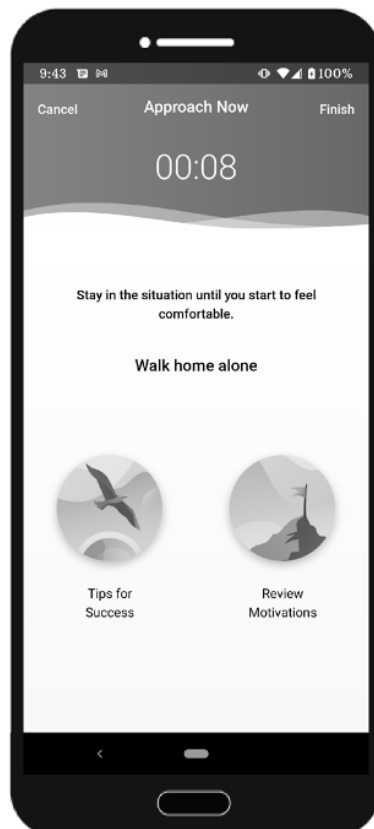 9:43 100%
Cancel Approach Now Finish
00:08
Stay in the situation until you start to feel
comfortable.
Walk home alone
Tips for
Success
Review
Motivations